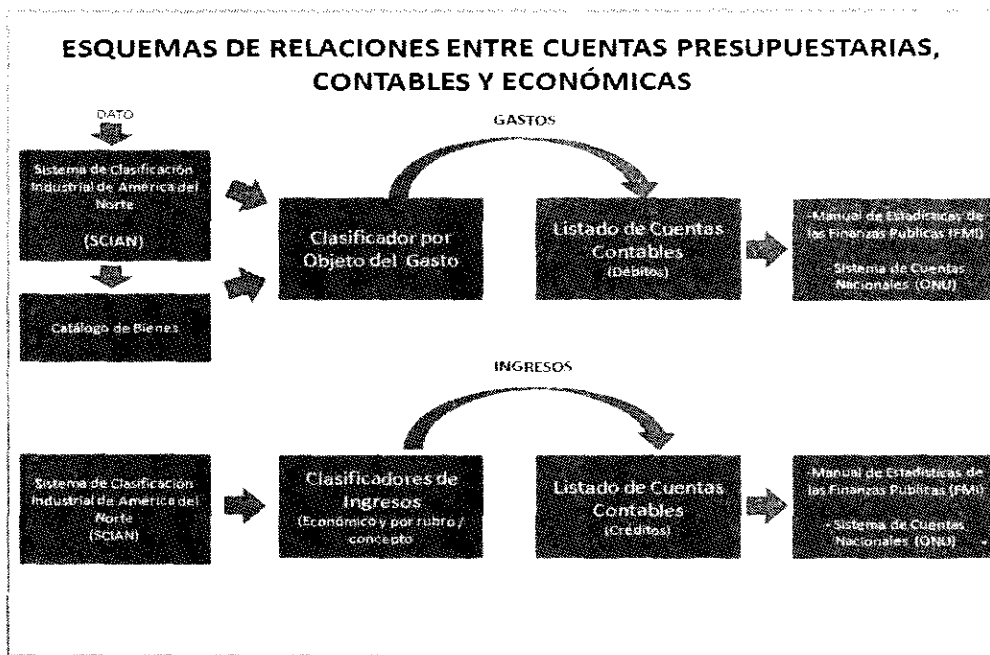 ESQUEMAS DE RELACIONES ENTRE CUENTAS PRESUPUESTARIAS,
CONTABLES Y ECONÓMICAS
DATO
GASTOS
Sistema de Clasificación
Industrial de América del
Norte
(SCIAN)
Catálogo de Bienes
Clasificador por
Objeto del Gasto
Listado de Cuentas
Contables
(Débitos)
-Manual de Estadísticas de
las Finanzas Publicas (FMI)
-Sistema de Cuentas
Nacionales (ONU)
INGRESOS
Sistema de Clasificación
Industrial de América del
Norte
(SCIAN)
Clasificadores de
Ingresos
(Económico y por rubro /
concepto
Listado de Cuentas
Contables
(Créditos)
-Manual de Estadísticas de
las Finanzas Publicas (FMI)
- Sistema de Cuentas
Nacionales (ONU) -